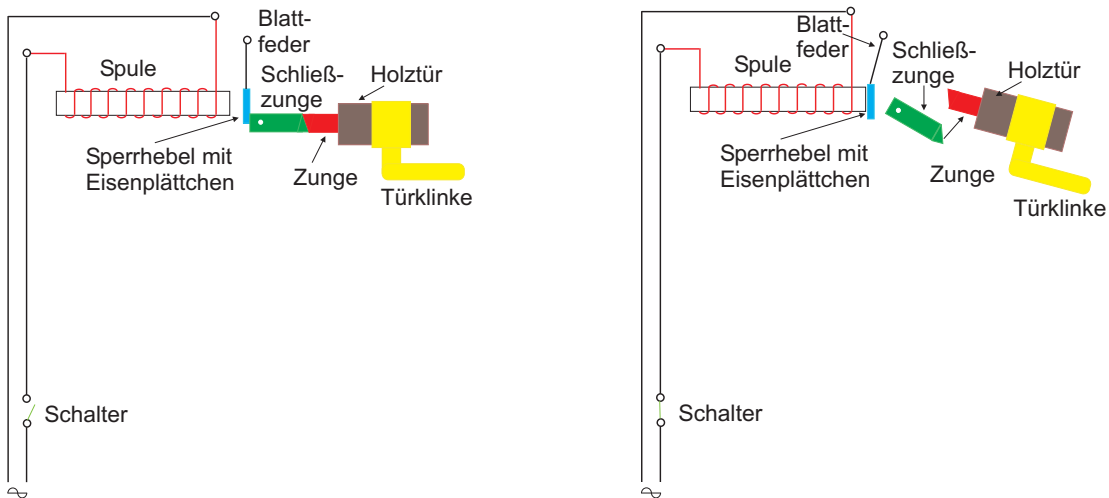 Blatt-
feder
Spule
Schließ-
zunge
Holztür
Sperrhebel mit
Eisenplättchen
Zunge
Türklinke
Schalter
Blatt-
feder
Schließ-
zunge
Spule
Holztür
Sperrhebel mit
Eisenplättchen
Zunge
Türklinke
Schalter